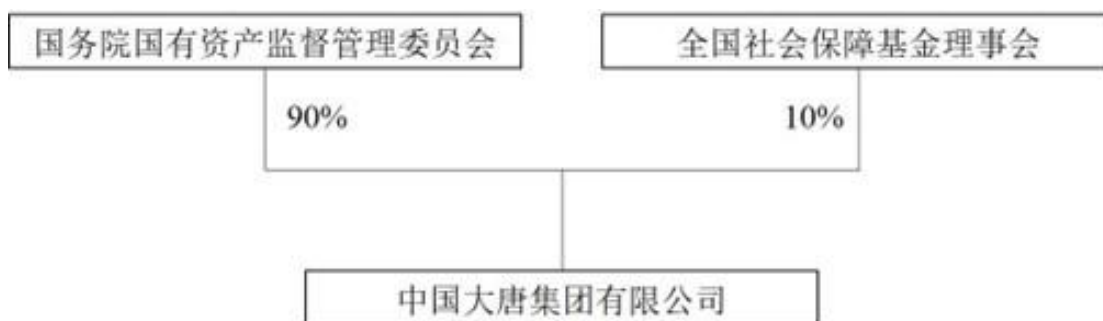 国务院国有资产监督管理委员会
全国社会保障基金理事会
90%
10%
中国大唐集团有限公司